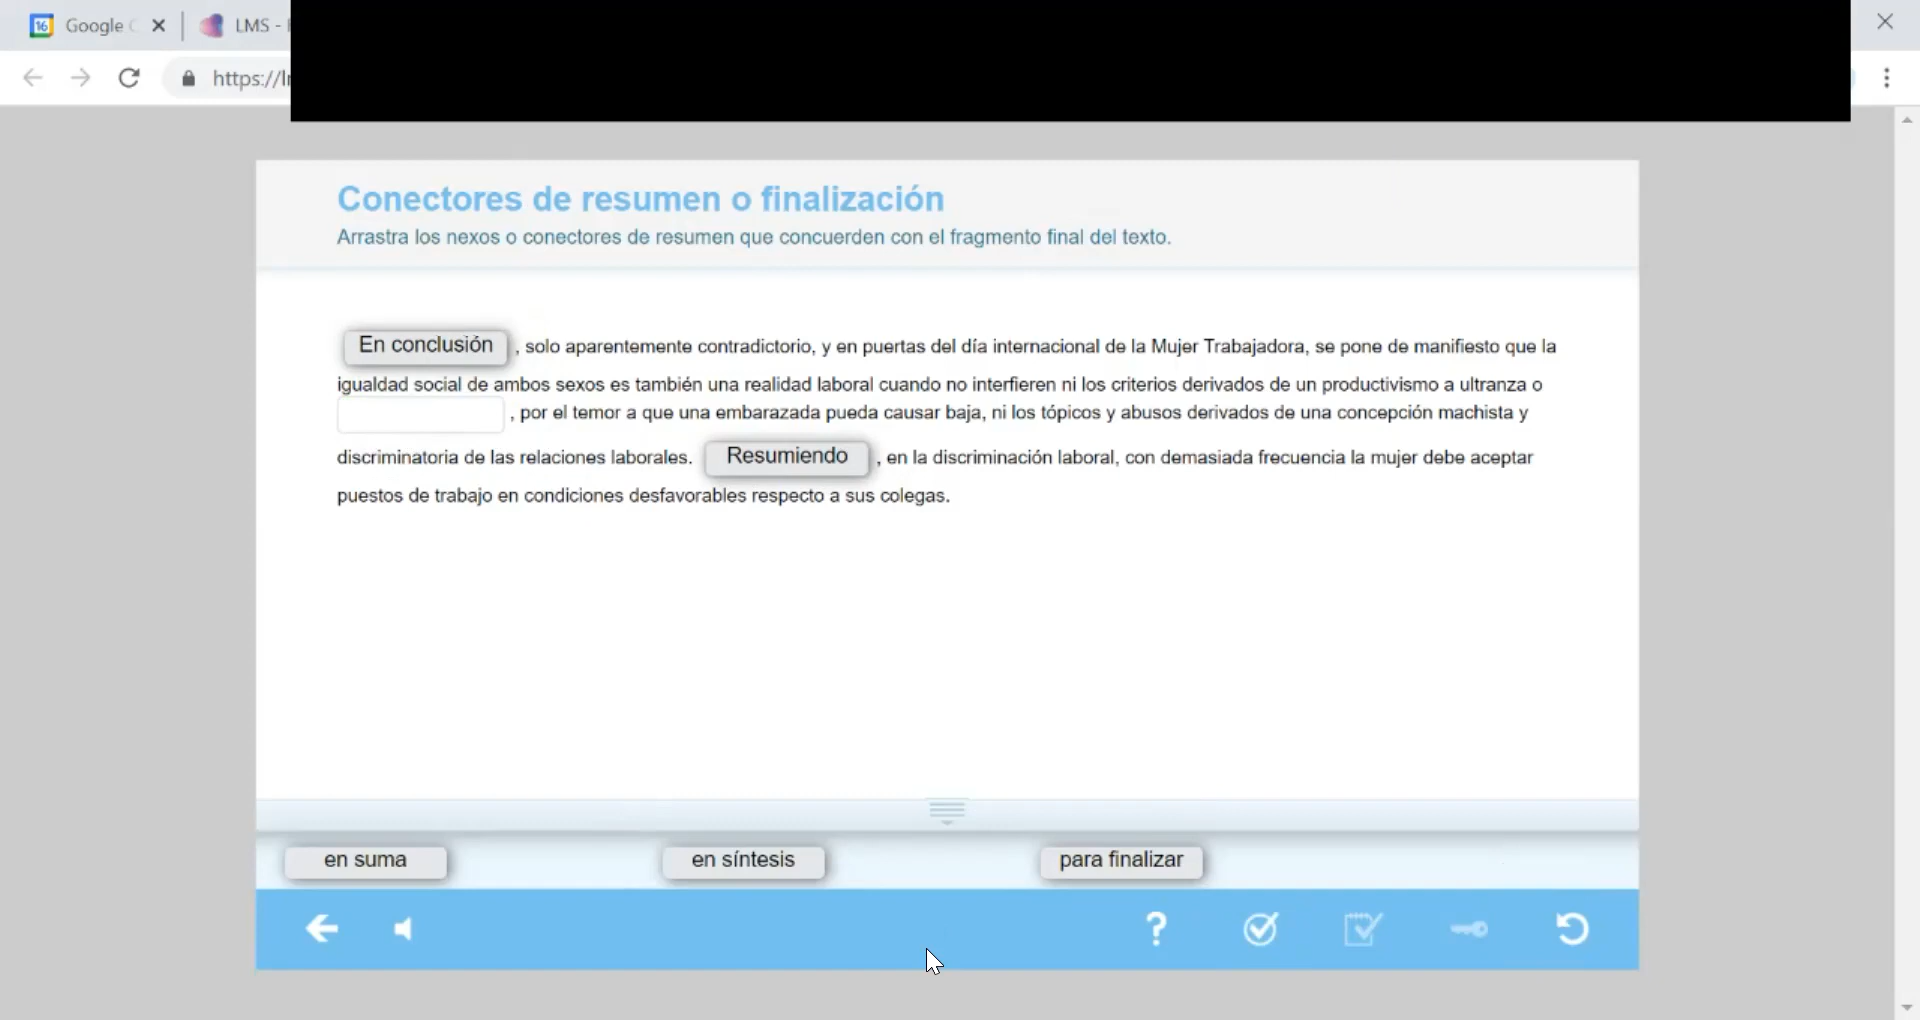 Google
LMS -
https://l
Conectores de resumen o finalización
Arrastra los nexos o conectores de resumen que concuerden con el fragmento final del texto.
En conclusión , solo aparentemente contradictorio, y en puertas del día internacional de la Mujer Trabajadora, se pone de manifiesto que la
igualdad social de ambos sexos es también una realidad laboral cuando no interfieren ni los criterios derivados de un productivismo a ultranza o
, por el temor a que una embarazada pueda causar baja, ni los tópicos y abusos derivados de una concepción machista y
discriminatoria de las relaciones laborales. Resumiendo , en la discriminación laboral, con demasiada frecuencia la mujer debe aceptar
puestos de trabajo en condiciones desfavorables respecto a sus colegas.
en suma en síntesis para finalizar